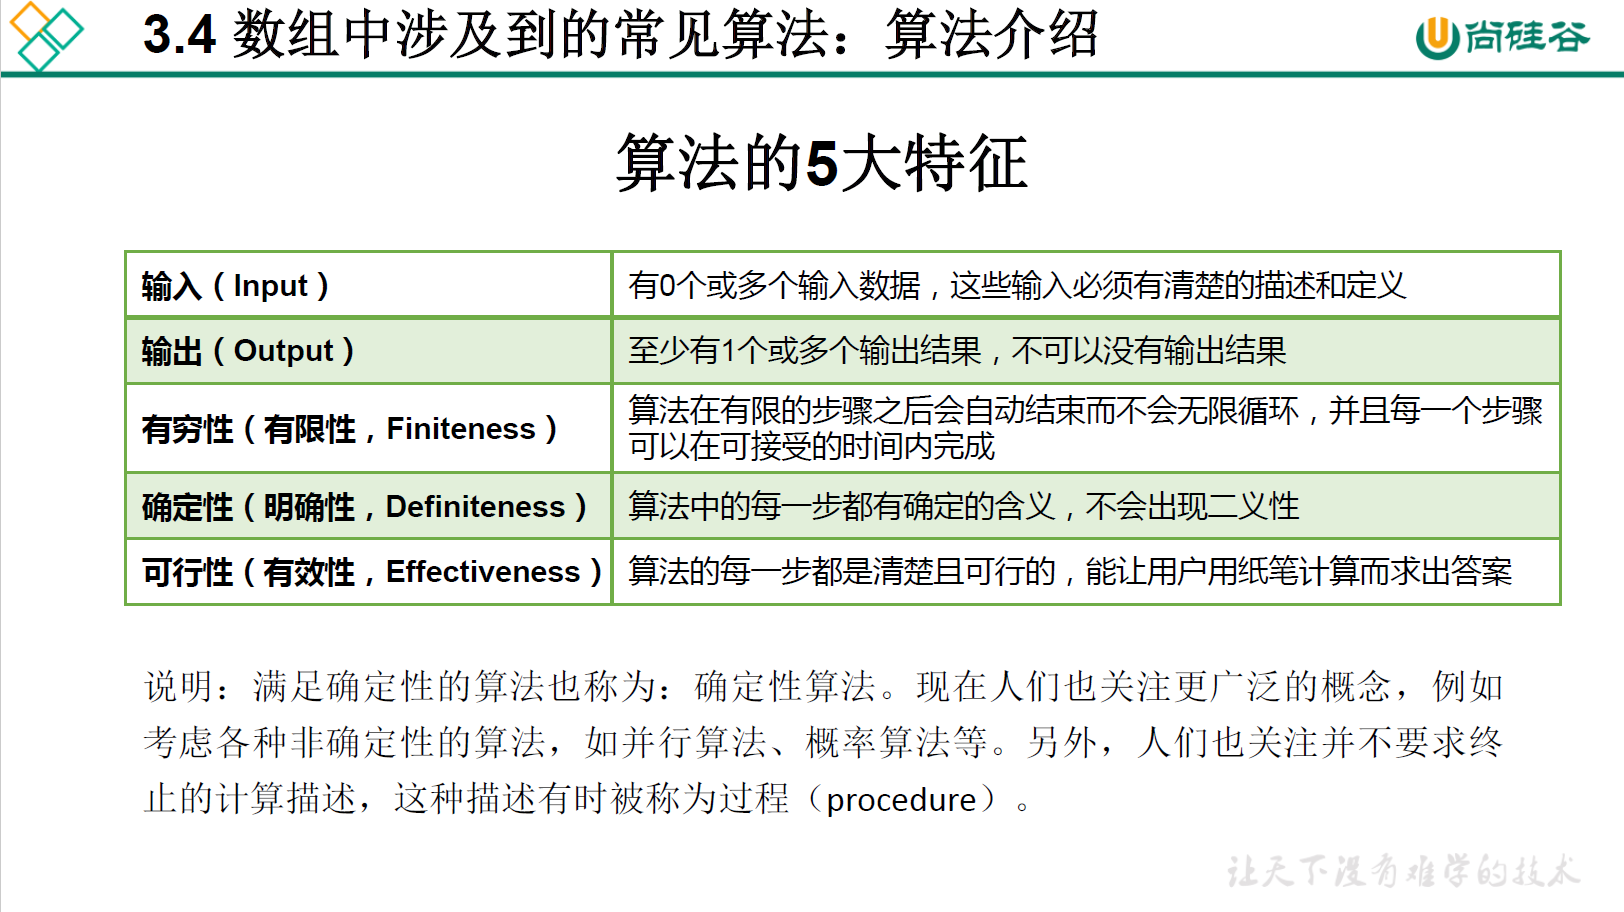 3.4 数组中涉及到的常见算法：算法介绍
尚硅谷
算法的5大特征
输入（Input）
有0个或多个输入数据，这些输入必须有清楚的描述和定义
输出（Output）
至少有1个或多个输出结果，不可以没有输出结果
有穷性（有限性，Finiteness）
算法在有限的步骤之后会自动结束而不会无限循环，并且每一个步骤
可以在可接受的时间内完成
确定性（明确性，Definiteness）
算法中的每一步都有确定的含义，不会出现二义性
可行性（有效性，Effectiveness）
算法的每一步都是清楚且可行的，能让用户用纸笔计算而求出答案
说明：满足确定性的算法也称为：确定性算法。现在人们也关注更广泛的概念，例如
考虑各种非确定性的算法，如并行算法、概率算法等。另外，人们也关注并不要求终
止的计算描述，这种描述有时被称为过程（procedure）。
让天下没有难学的技术